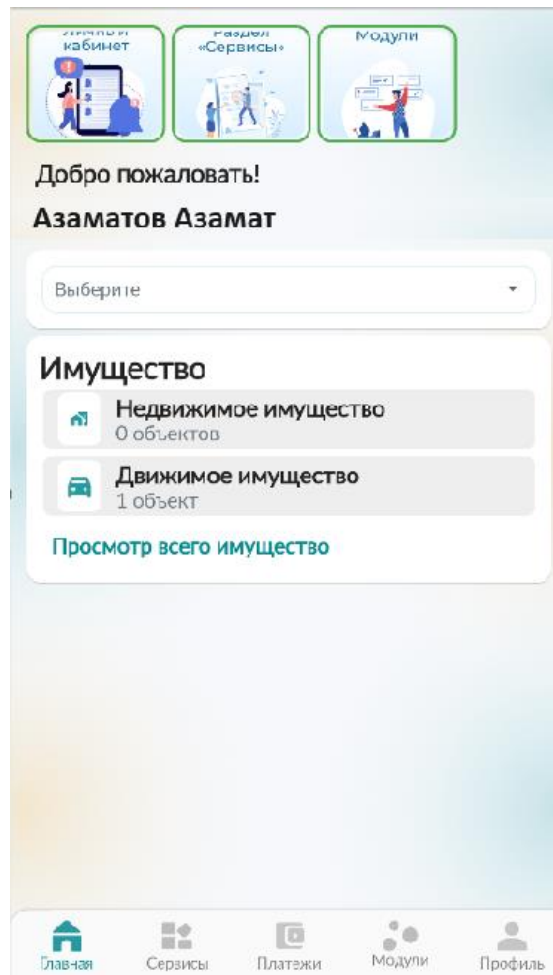 Личный
кабинет
Раздел
«Сервисы»
Модули
Добро пожаловать!
Азаматов Азамат
Выберите
Имущество
Недвижимое имущество
0 объектов
Движимое имущество
1 объект
Просмотр всего имущество
Главная
Сервисы
Платежи
Модули
Профиль